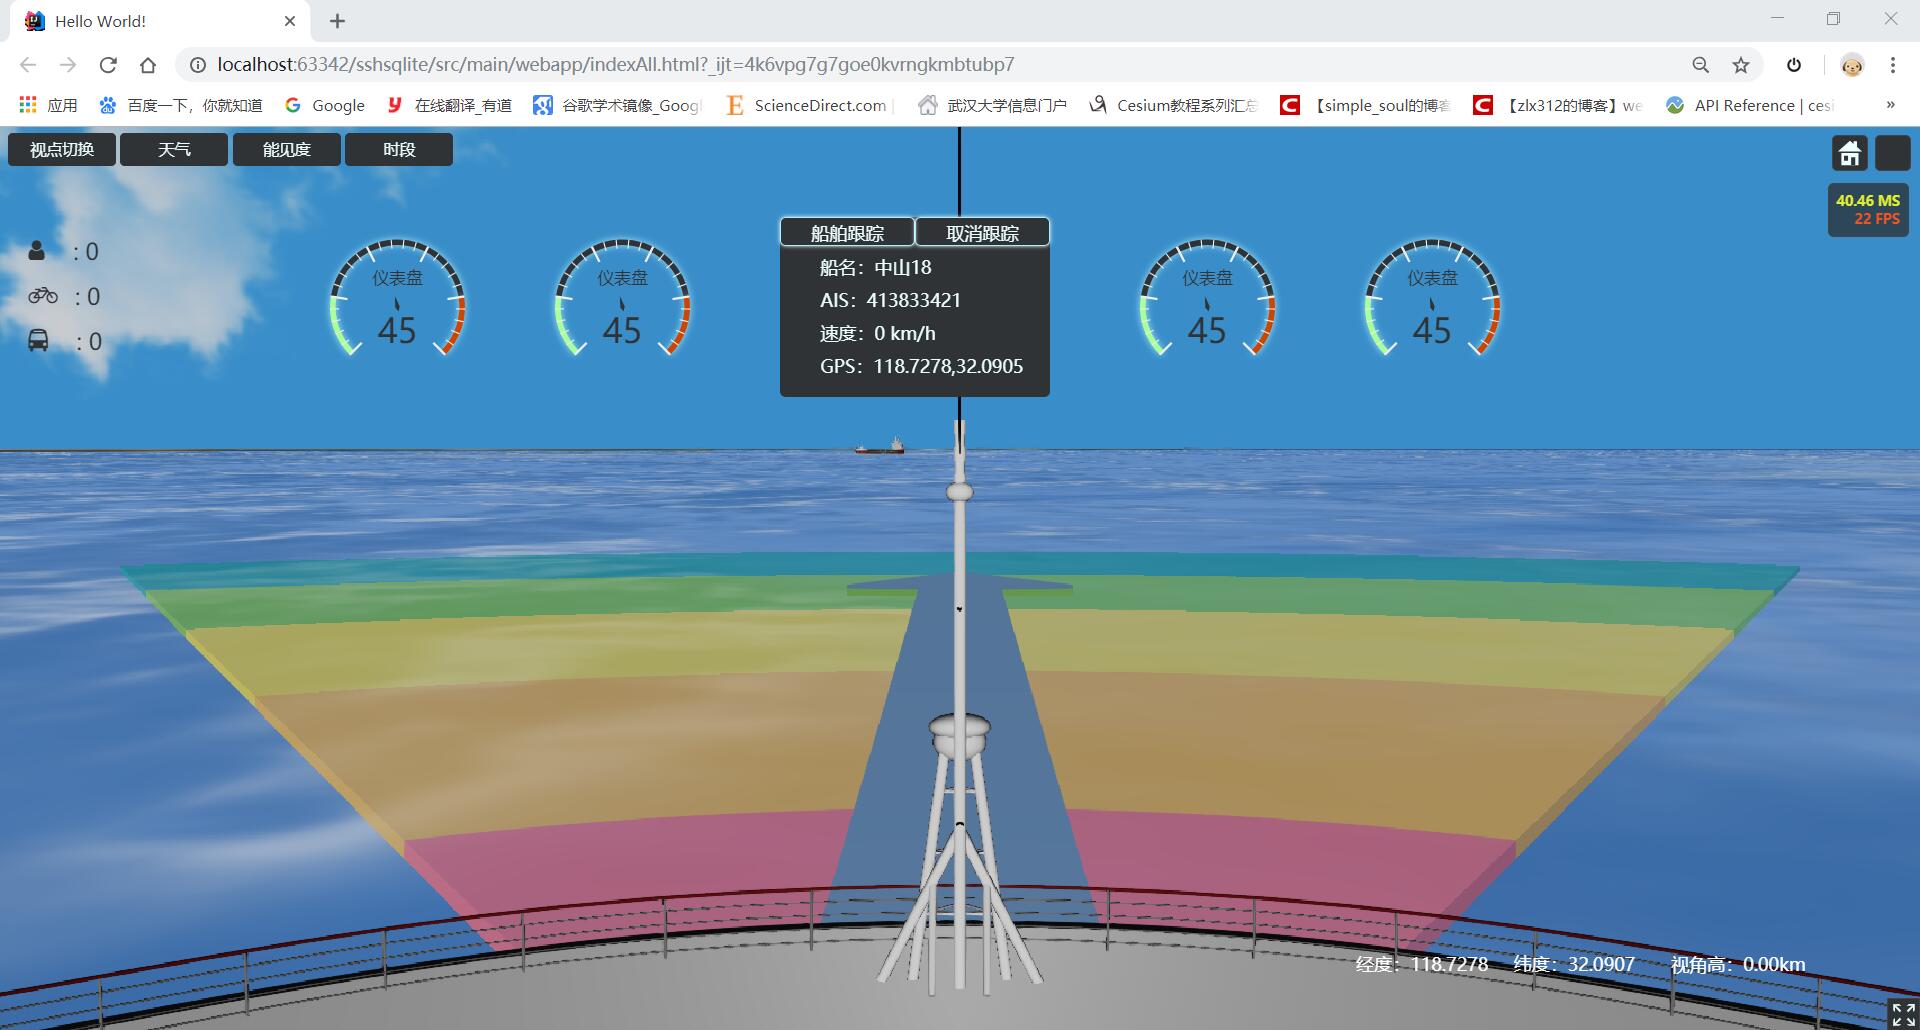 Hello World!
localhost:63342/sshsqlite/src/main/webapp/indexAll.html?_ijt=4k6vpg7g7goe0kvrngkmbtubp7
应用 百度一下，你就知道 Google 在线翻译_有道 谷歌学术镜像_Googl ScienceDirect.com | 武汉大学信息门户 Cesium教程系列汇总 【simple_soul的博客 【zlx312的博客】we API Reference | cesi »
视点切换 天气 能见度 时段
40.46 MS
22 FPS
船舶跟踪 取消跟踪
: 0
: 0
: 0
仪表盘
45
仪表盘
45
船名：中山18
AIS：413833421
速度：0 km/h
GPS：118.7278,32.0905
仪表盘
45
仪表盘
45
经度：118.7278 纬度：32.0907 视角高：0.00km